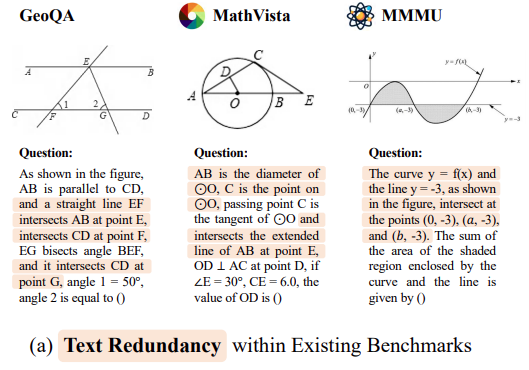 GeoQA
MathVista
MMMU
E
A
B
1
2
C
F
G
D
C
D
A
O
B
E
y
y=f(x)
x
o
(0,-3)
(a,-3)
(b,-3)
y=-3
Question:
As shown in the figure,
AB is parallel to CD,
and a straight line EF
intersects AB at point E,
intersects CD at point F,
EG bisects angle BEF,
and it intersects CD at
point G, angle 1 = 50°,
angle 2 is equal to ()
Question:
AB is the diameter of
⊙O, C is the point on
⊙O, passing point C is
the tangent of ⊙O and
intersects the extended
line of AB at point E,
OD ⊥ AC at point D, if
∠E = 30°, CE = 6.0, the
value of OD is ()
Question:
The curve y = f(x) and
the line y = -3, as shown
in the figure, intersect at
the points (0, -3), (a, -3),
and (b, -3). The sum of
the area of the shaded
region enclosed by the
curve and the line is
given by ()
(a) Text Redundancy within Existing Benchmarks